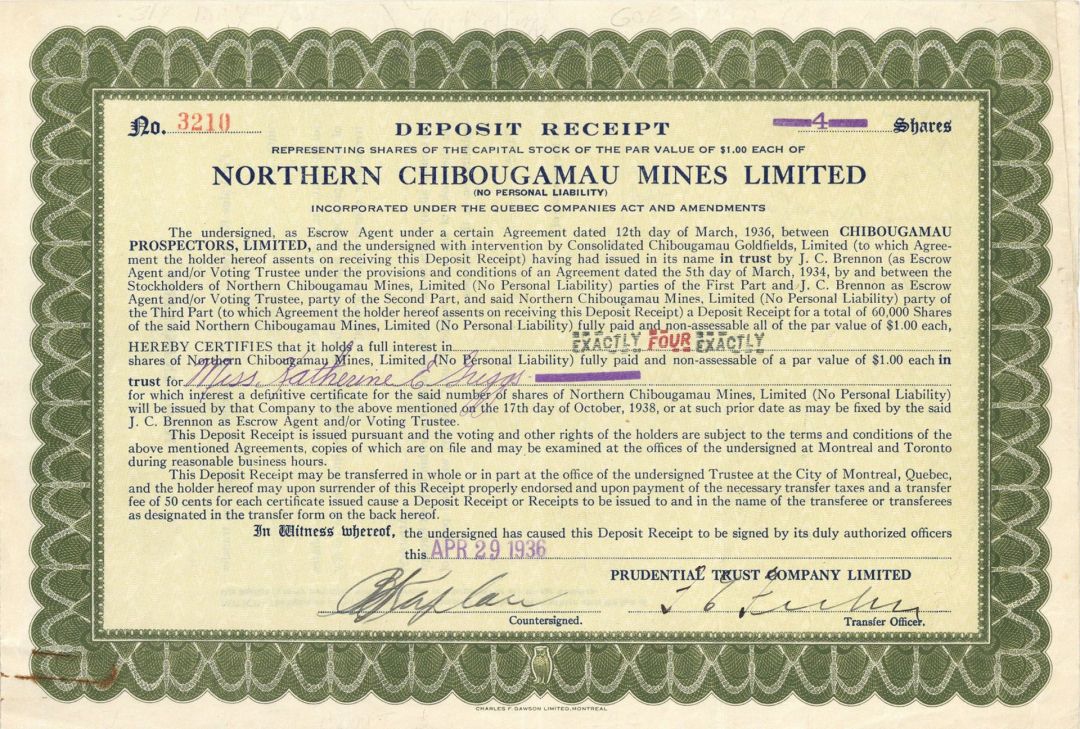 No. 3210
DEPOSIT RECEIPT
4 Shares
REPRESENTING SHARES OF THE CAPITAL STOCK OF THE PAR VALUE OF $1.00 EACH OF
NORTHERN CHIBOUGAMAU MINES LIMITED
(NO PERSONAL LIABILITY)
INCORPORATED UNDER THE QUEBEC COMPANIES ACT AND AMENDMENTS
The undersigned, as Escrow Agent under a certain Agreement dated 12th day of March, 1936, between CHIBOUGAMAU
PROSPECTORS, LIMITED, and the undersigned with intervention by Consolidated Chibougamau Goldfields, Limited (to which Agree-
ment the holder hereof assents on receiving this Deposit Receipt) having had issued in its name in trust by J. C. Brennon (as Escrow
Agent and/or Voting Trustee under the provisions and conditions of an Agreement dated the 5th day of March, 1934, by and between the
Stockholders of Northern Chibougamau Mines, Limited (No Personal Liability) parties of the First Part and J. C. Brennon as Escrow
Agent and/or Voting Trustee, party of the Second Part, and said Northern Chibougamau Mines, Limited (No Personal Liability) party of
the Third Part (to which Agreement the holder hereof assents on receiving this Deposit Receipt) a Deposit Receipt for a total of 60,000 Shares
of the said Northern Chibougamau Mines, Limited (No Personal Liability) fully paid and non-assessable all of the par value of $1.00 each,
HEREBY CERTIFIES that it holds a full interest in EXACTLY FOUR EXACTLY
shares of Northern Chibougamau Mines, Limited (No Personal Liability) fully paid and non-assessable of a par value of $1.00 each in
trust for Miss Katherine E Griggs
for which interest a definitive certificate for the said number of shares of Northern Chibougamau Mines, Limited (No Personal Liability)
will be issued by that Company to the above mentioned on the 17th day of October, 1938, or at such prior date as may be fixed by the said
J. C. Brennon as Escrow Agent and/or Voting Trustee.
This Deposit Receipt is issued pursuant and the voting and other rights of the holders are subject to the terms and conditions of the
above mentioned Agreements, copies of which are on file and may be examined at the offices of the undersigned at Montreal and Toronto
during reasonable business hours.
This Deposit Receipt may be transferred in whole or in part at the office of the undersigned Trustee at the City of Montreal, Quebec,
and the holder hereof may upon surrender of this Receipt properly endorsed and upon payment of the necessary transfer taxes and a transfer
fee of 50 cents for each certificate issued cause a Deposit Receipt or Receipts to be issued to and in the name of the transferee or transferees
as designated in the transfer form on the back hereof.
In Witness whereof, the undersigned has caused this Deposit Receipt to be signed by its duly authorized officers
this APR 29 1936
PRUDENTIAL TRUST COMPANY LIMITED
Countersigned.
Transfer Officer.
CHARLES F. DAWSON LIMITED, MONTREAL